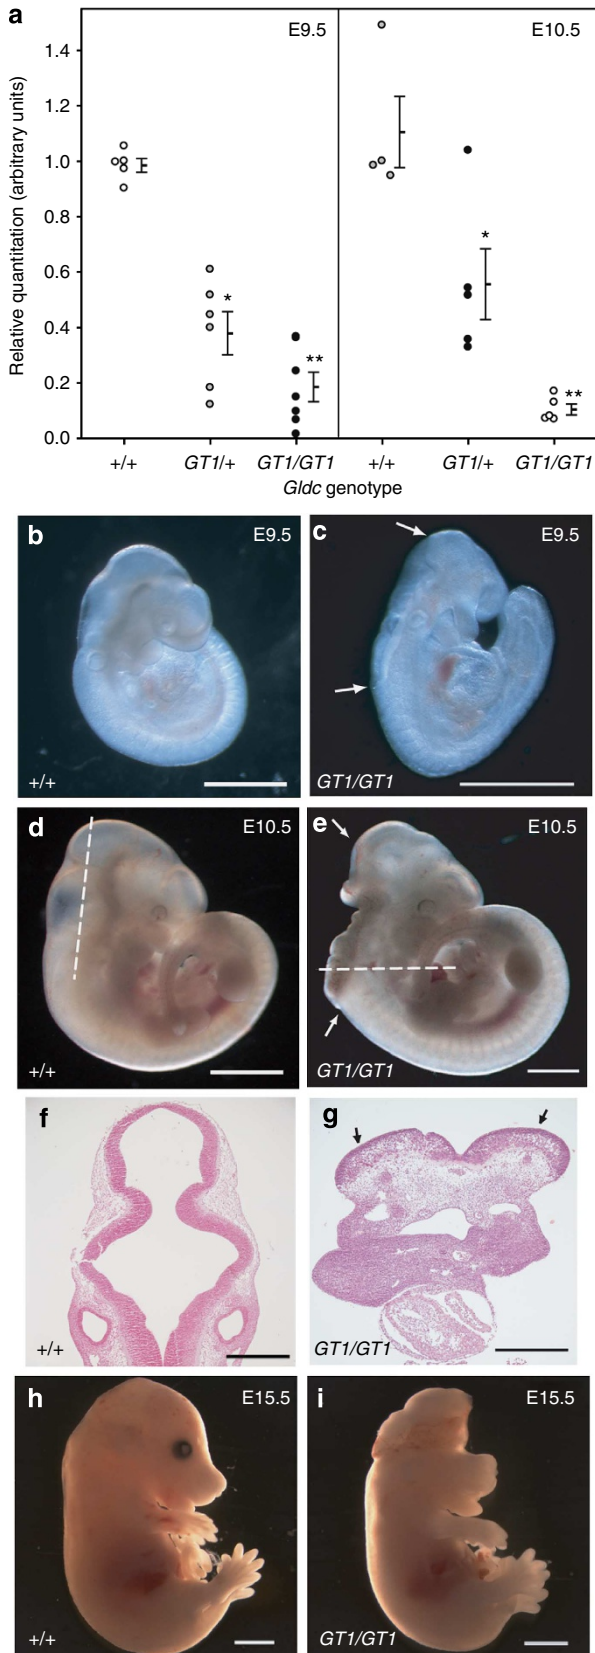 a
E9.5
E10.5
Relative quantitation (arbitrary units)
1.4
1.2
1.0
0.8
0.6
0.4
0.2
0.0
*
**
*
**
+/+
GT1/+
GT1/GT1
+/+
GT1/+
GT1/GT1
Gldc genotype
b
E9.5
+/+
c
E9.5
GT1/GT1
d
E10.5
+/+
e
E10.5
GT1/GT1
f
+/+
g
GT1/GT1
h
E15.5
+/+
i
E15.5
GT1/GT1